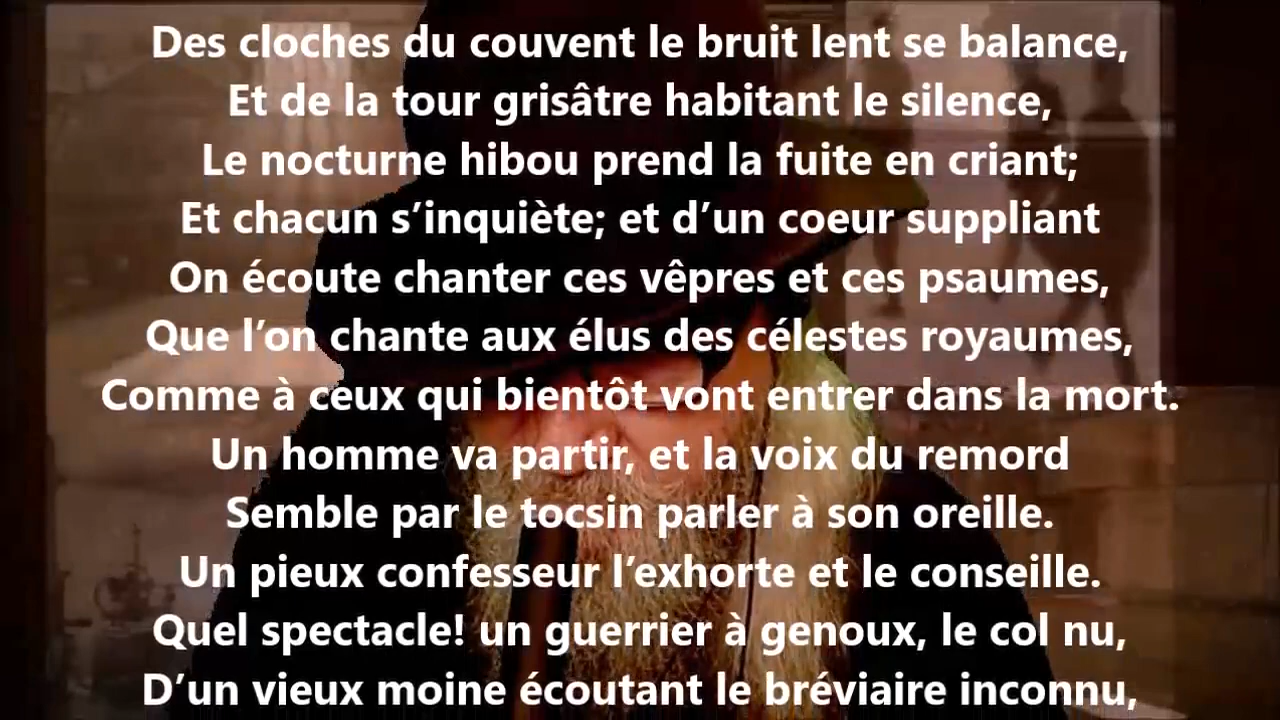 Des cloches du couvent le bruit lent se balance,
Et de la tour grisâtre habitant le silence,
Le nocturne hibou prend la fuite en criant;
Et chacun s’inquiète; et d’un coeur suppliant
On écoute chanter ces vêpres et ces psaumes,
Que l’on chante aux élus des célestes royaumes,
Comme à ceux qui bientôt vont entrer dans la mort.
Un homme va partir, et la voix du remord
Semble par le tocsin parler à son oreille.
Un pieux confesseur l’exhorte et le conseille.
Quel spectacle! un guerrier à genoux, le col nu,
D’un vieux moine écoutant le bréviaire inconnu,